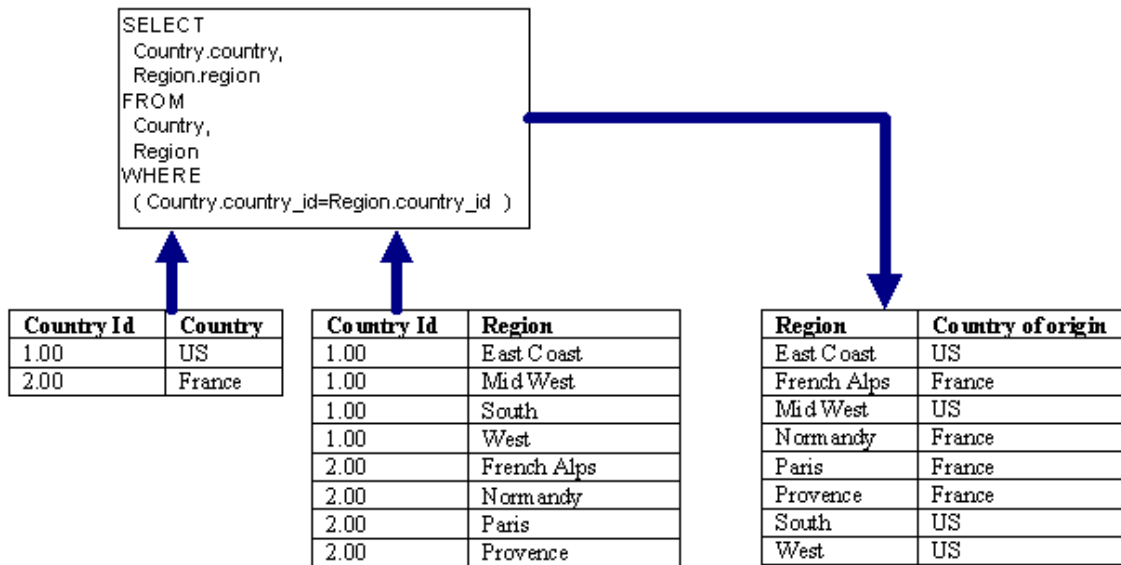 SELECT
Country.country,
Region.region
FROM
Country,
Region
WHERE
( Country.country_id=Region.country_id )
Country Id Country
1.00 US
2.00 France
Country Id Region
1.00 East Coast
1.00 Mid West
1.00 South
1.00 West
2.00 French Alps
2.00 Normandy
2.00 Paris
2.00 Provence
Region Country of origin
East Coast US
French Alps France
Mid West US
Normandy France
Paris France
Provence France
South US
West US